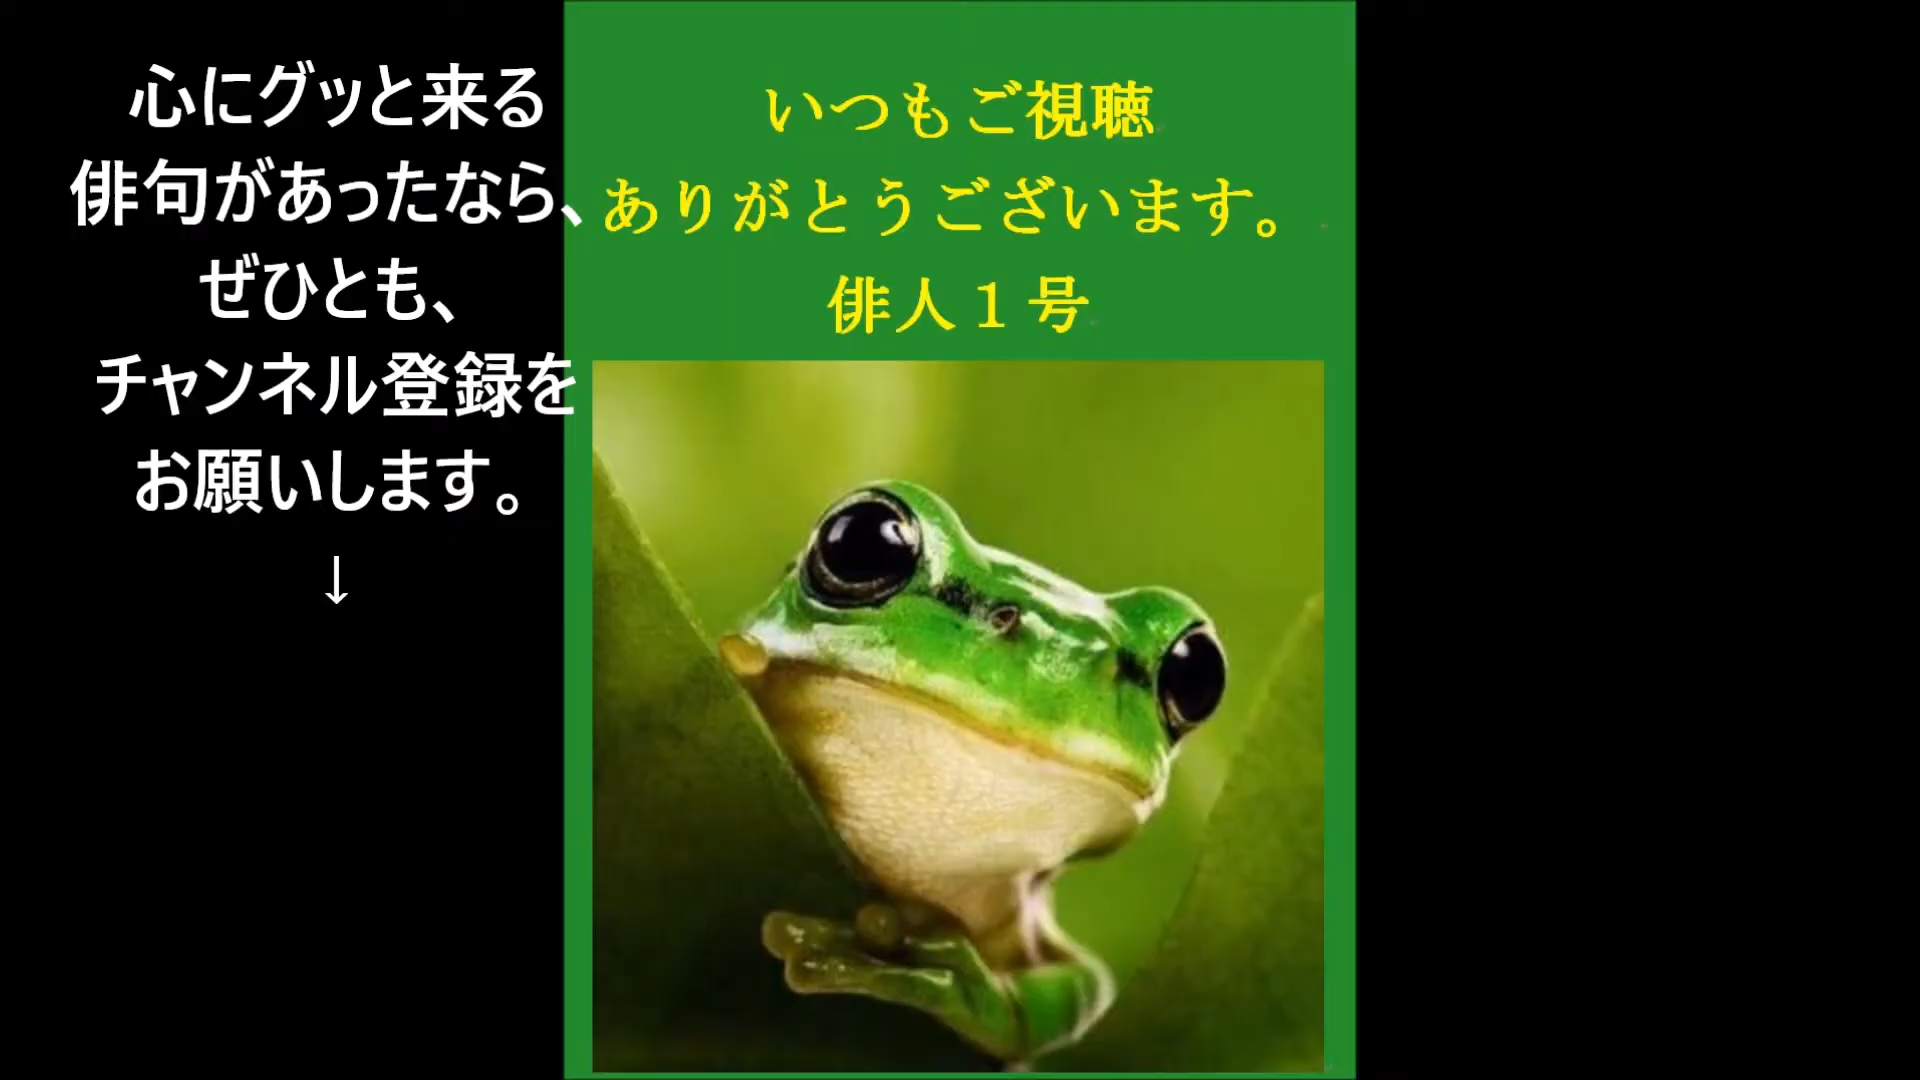 心にグッと来る
俳句があったなら、
ぜひとも、
チャンネル登録を
お願いします。
↓
いつもご視聴
ありがとうございます。
俳人１号